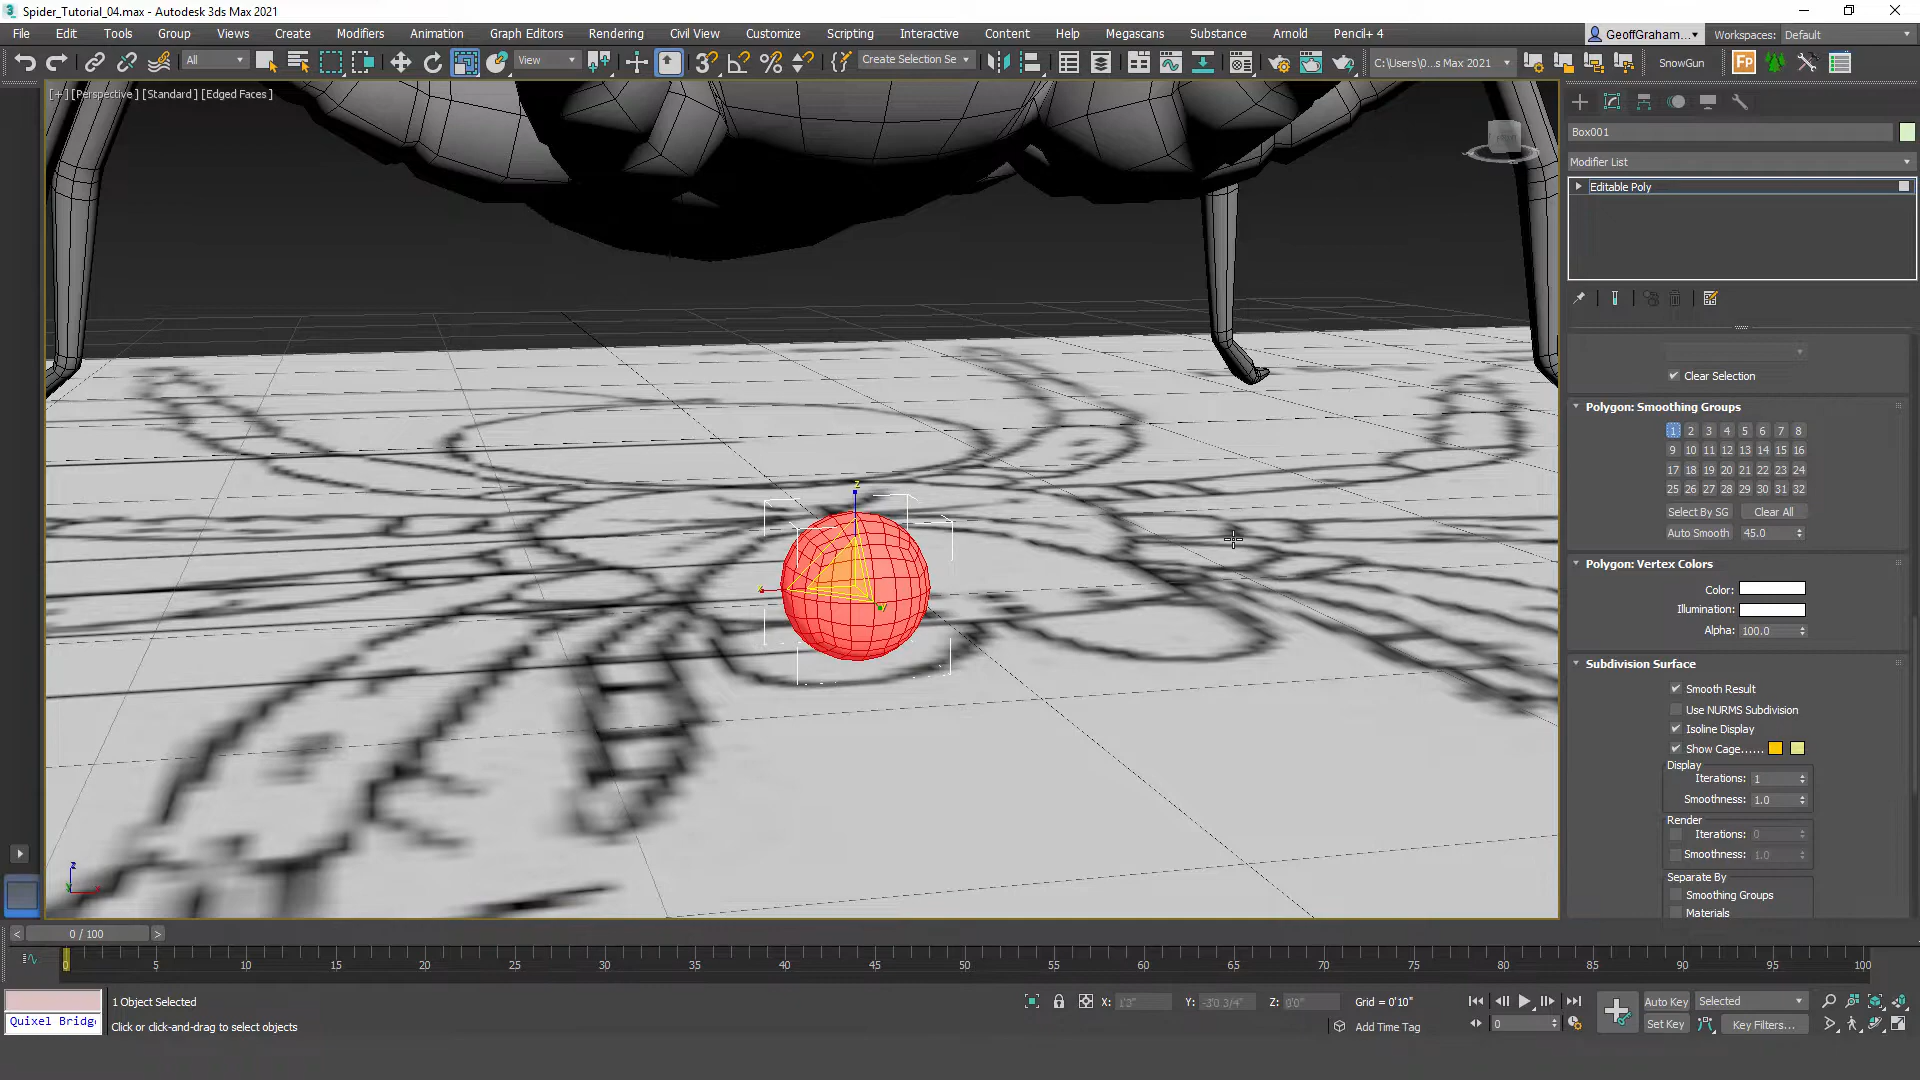 Spider_Tutorial_04.max - Autodesk 3ds Max 2021
File Edit Tools Group Views Create Modifiers Animation Graph Editors Rendering Civil View Customize Scripting Interactive Content Help Megascans Substance Arnold Pencil+ 4
GeoffGraham... Workspaces: Default
All View Create Selection Se C:\Users\0...s Max 2021 SnowGun
[+] [Perspective] [Standard] [Edged Faces]
Box001
Modifier List
Editable Poly
Clear Selection
Polygon: Smoothing Groups
1 2 3 4 5 6 7 8
9 10 11 12 13 14 15 16
17 18 19 20 21 22 23 24
25 26 27 28 29 30 31 32
Select By SG Clear All
Auto Smooth 45.0
Polygon: Vertex Colors
Color:
Illumination:
Alpha: 100.0
Subdivision Surface
Smooth Result
Use NURMS Subdivision
Isoline Display
Show Cage......
Display
Iterations: 1
Smoothness: 1.0
Render
Iterations: 0
Smoothness: 1.0
Separate By
Smoothing Groups
Materials
z
x
y
z
< 0 / 100 >
0 5 10 15 20 25 30 35 40 45 50 55 60 65 70 75 80 85 90 95 100
1 Object Selected X: 1'3" Y: -3'0 3/4" Z: 0'0" Grid = 0'10" Auto Key Selected
Quixel Bridg Click or click-and-drag to select objects Add Time Tag 0 Set Key Key Filters...